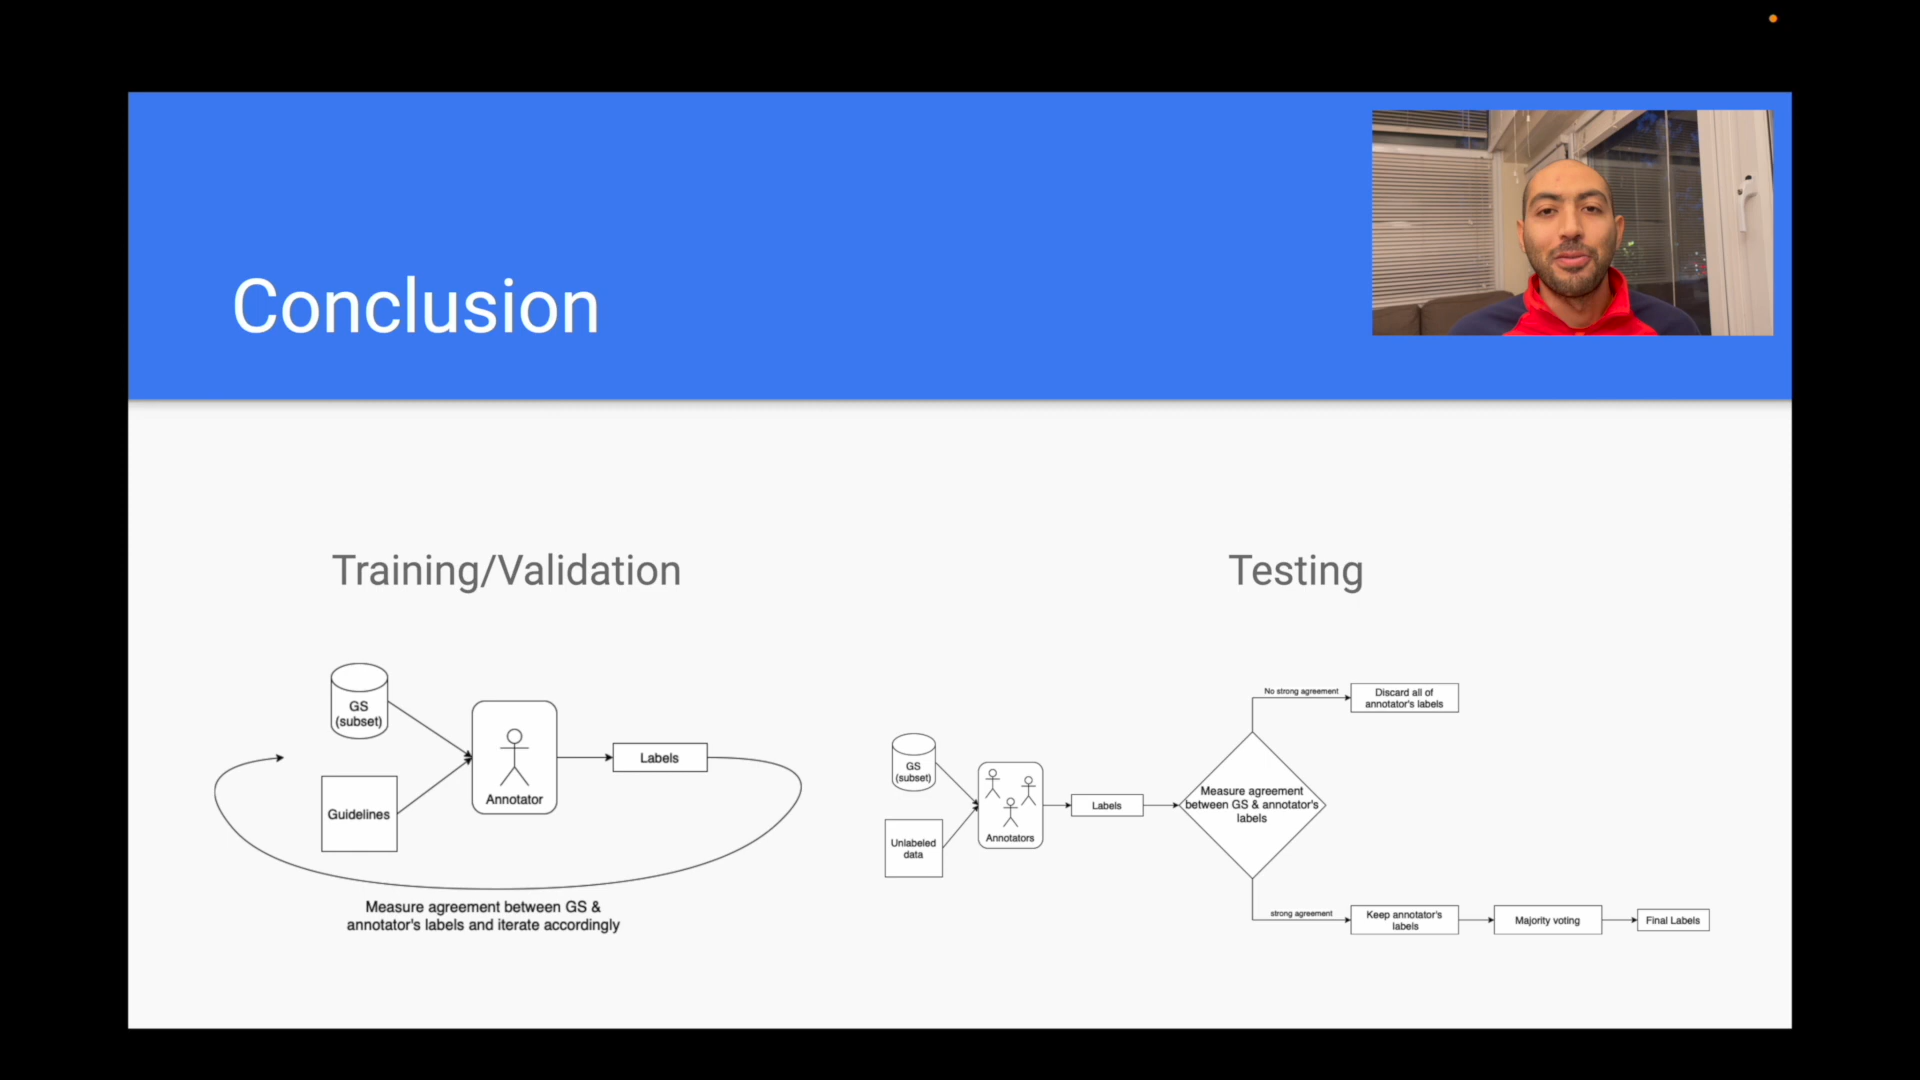 Conclusion
Training/Validation
GS
(subset)
Guidelines
Annotator
Labels
Measure agreement between GS &
annotator's labels and iterate accordingly
Testing
GS
(subset)
Unlabeled
data
Annotators
Labels
Measure agreement
between GS & annotator's
labels
No strong agreement
Discard all of
annotator's labels
strong agreement
Keep annotator's
labels
Majority voting
Final Labels